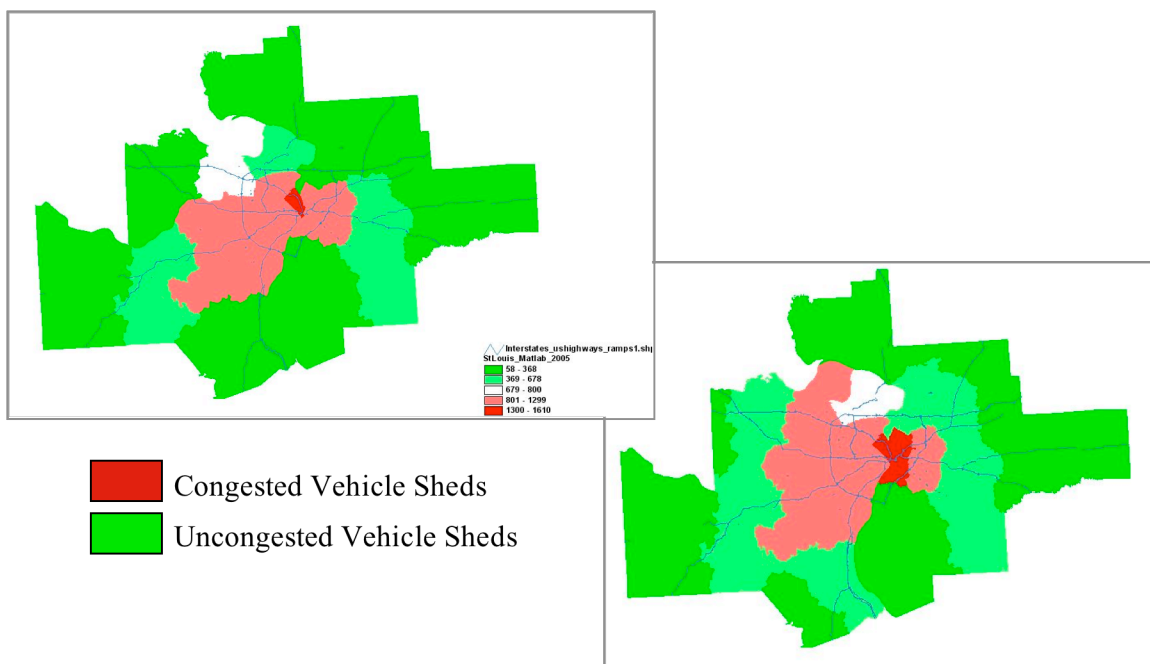 Interstates_ushighways_ramps1.shp
StLouis_Matlab_2005
58 - 368
369 - 678
679 - 800
801 - 1299
1300 - 1610
Congested Vehicle Sheds
Uncongested Vehicle Sheds